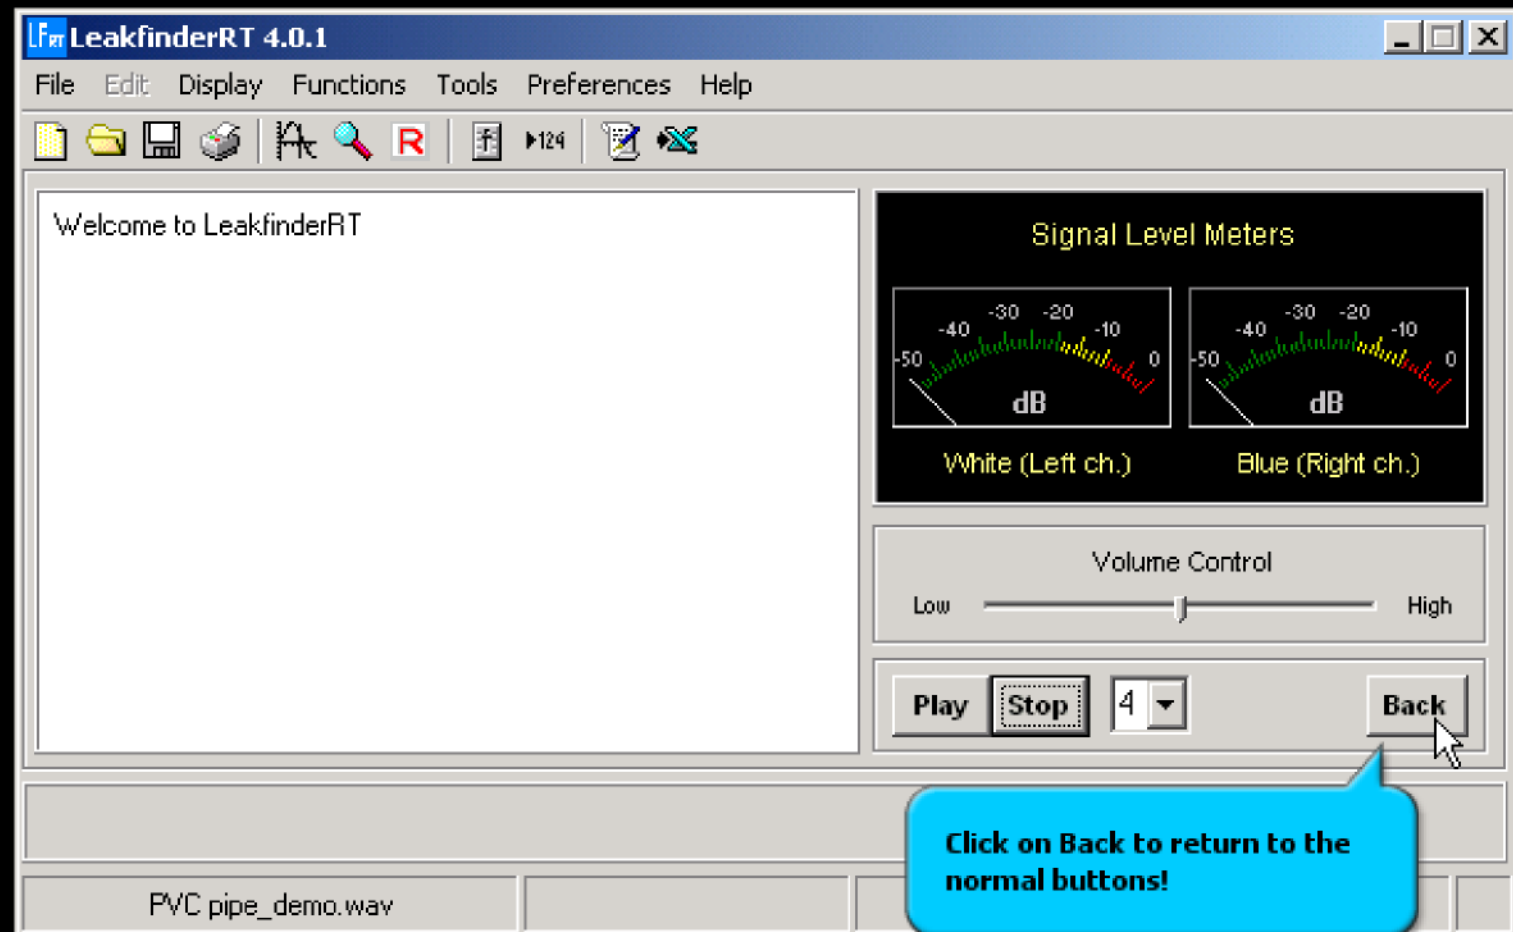 LFRT LeakfinderRT 4.0.1
File Edit Display Functions Tools Preferences Help
R f 124
Welcome to LeakfinderRT
Signal Level Meters
-50 -40 -30 -20 -10 0
dB
-50 -40 -30 -20 -10 0
dB
White (Left ch.) Blue (Right ch.)
Volume Control
Low High
Play Stop 4 Back
Click on Back to return to the
normal buttons!
PVC pipe_demo.wav